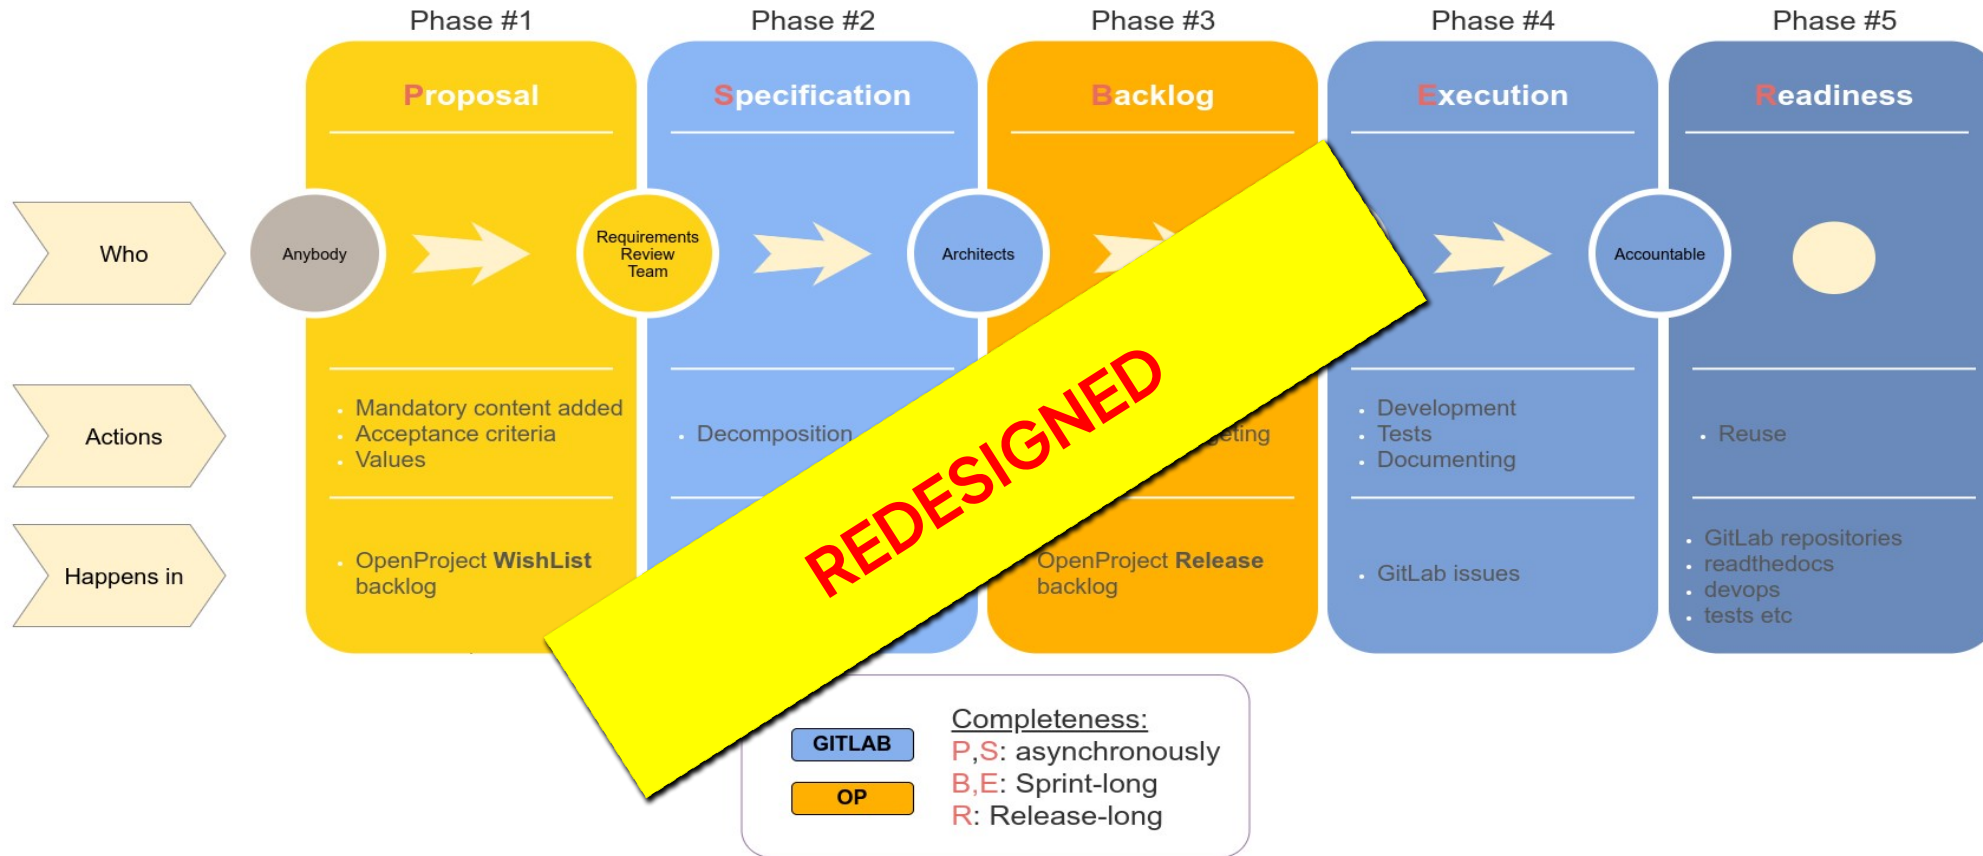 Phase #1
Phase #2
Phase #3
Phase #4
Phase #5
Proposal
Specification
Backlog
Execution
Readiness
Who
Anybody
Requirements
Review
Team
Architects
Accountable
Actions
Mandatory content added
Acceptance criteria
Values
Decomposition
Development
Tests
Documenting
Reuse
Happens in
OpenProject WishList
backlog
OpenProject Release
backlog
GitLab issues
GitLab repositories
readthedocs
devops
tests etc
REDESIGNED
GITLAB
OP
Completeness:
P,S: asynchronously
B,E: Sprint-long
R: Release-long